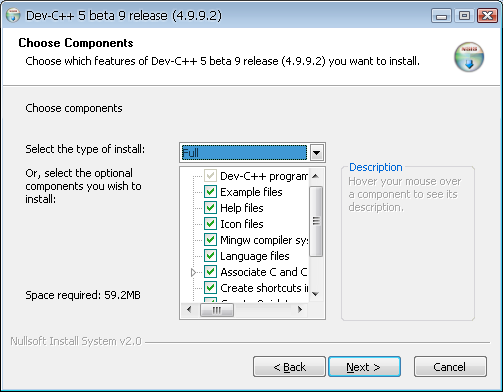 Dev-C++ 5 beta 9 release (4.9.9.2)
Choose Components
Choose which features of Dev-C++ 5 beta 9 release (4.9.9.2) you want to install.
Choose components
Select the type of install:
Full
Or, select the optional
components you wish to
install:
Dev-C++ program
Example files
Help files
Icon files
Mingw compiler sys
Language files
Associate C and C
Create shortcuts in
Description
Hover your mouse over
a component to see its
description.
Space required: 59.2MB
Nullsoft Install System v2.0
< Back
Next >
Cancel